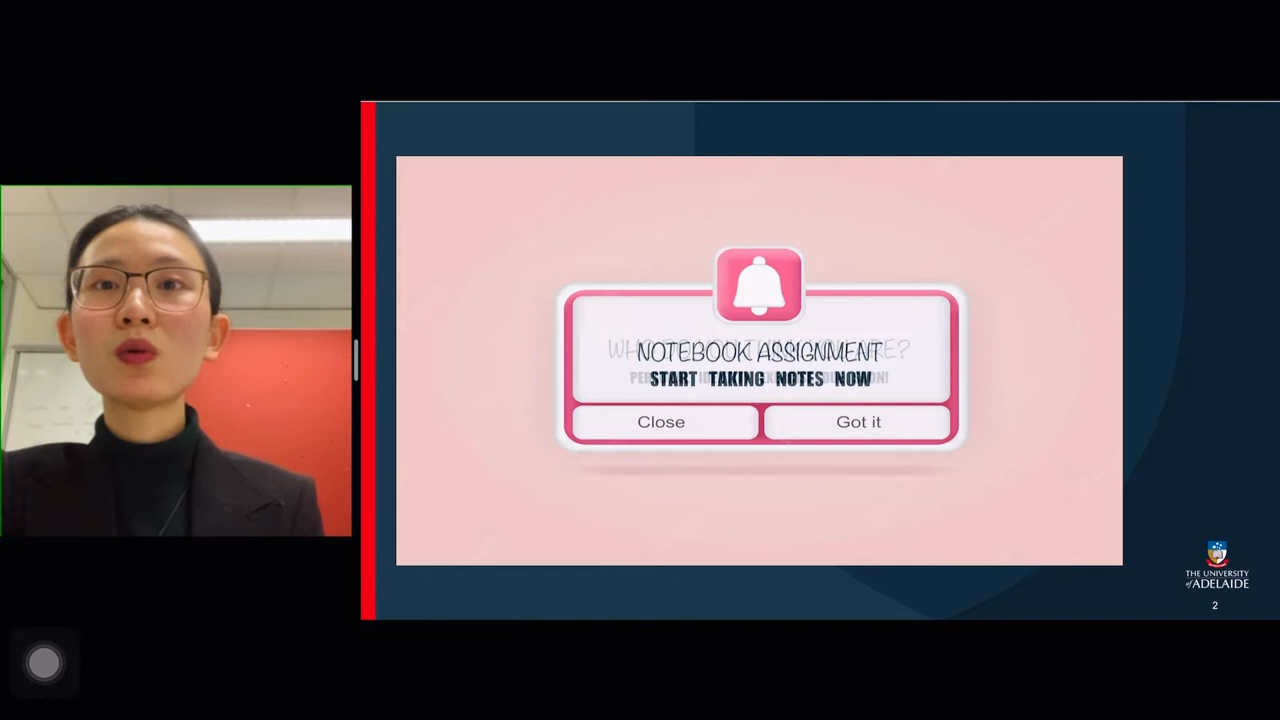 NOTEBOOK ASSIGNMENT
START TAKING NOTES NOW
Close
Got it
THE UNIVERSITY
of ADELAIDE
2